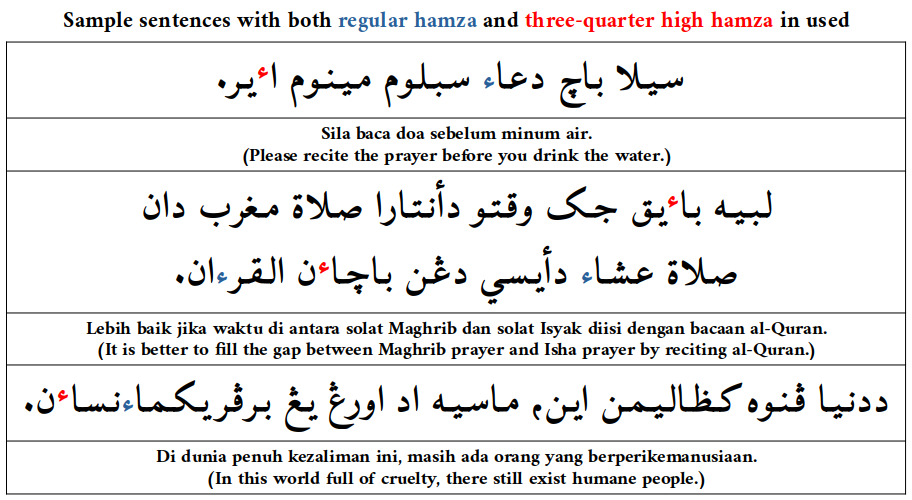 Sample sentences with both regular hamza and three-quarter high hamza in used
سيلا باچ دعاء سبلوم مينوم اٴير.
Sila baca doa sebelum minum air.
(Please recite the prayer before you drink the water.)
لبيه باٴيق جک وقتو دأنتارا صلاة مغرب دان
صلاة عشاء دأيسي دڠن باچاٴن القرءان.
Lebih baik jika waktu di antara solat Maghrib dan solat Isyak diisi dengan bacaan al-Quran.
(It is better to fill the gap between Maghrib prayer and Isha prayer by reciting al-Quran.)
ددنيا ڤنوه کظاليمن اين، ماسيه اد اورڠ يڠ برڤريکماءنساٴن.
Di dunia penuh kezaliman ini, masih ada orang yang berperikemanusiaan.
(In this world full of cruelty, there still exist humane people.)